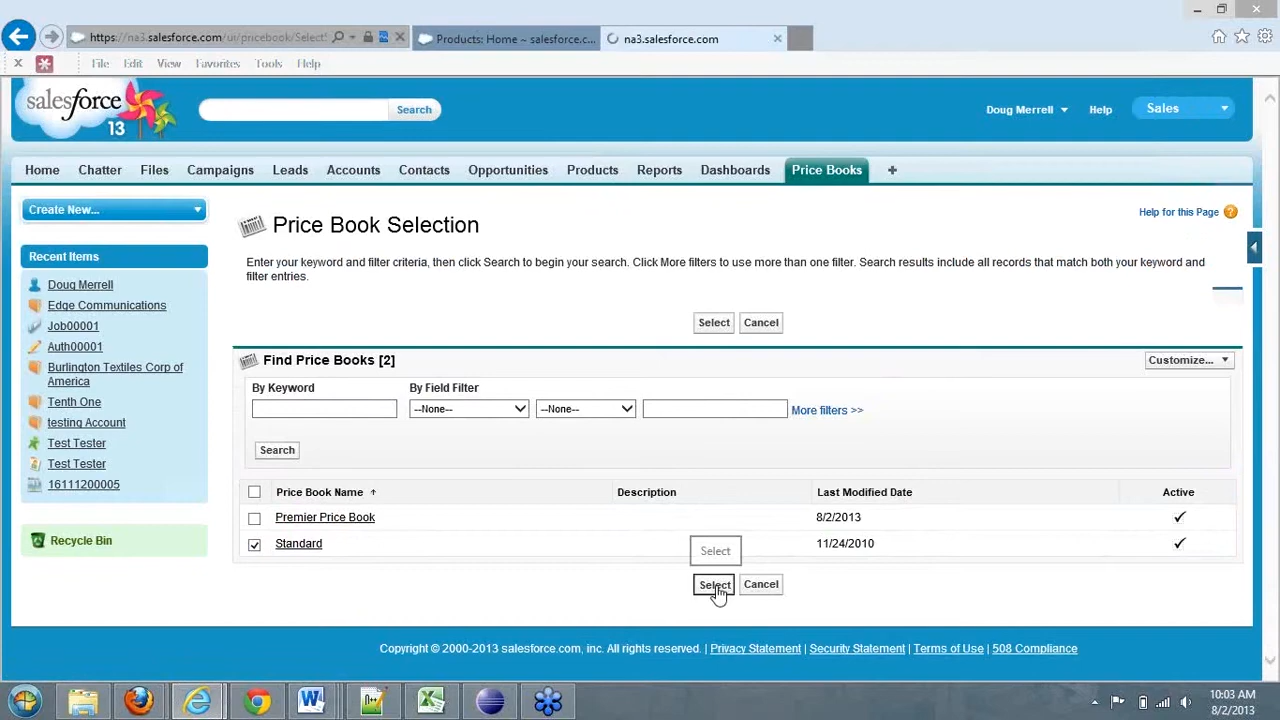 https://na3.salesforce.com/ui/pricebook/Select!
Products: Home ~ salesforce.c...
na3.salesforce.com
File Edit View Favorites Tools Help
salesforce
13
Search
Doug Merrell
Help
Sales
Home Chatter Files Campaigns Leads Accounts Contacts Opportunities Products Reports Dashboards Price Books +
Create New...
Recent Items
Doug Merrell
Edge Communications
Job00001
Auth00001
Burlington Textiles Corp of
America
Tenth One
testing Account
Test Tester
Test Tester
16111200005
Recycle Bin
Price Book Selection
Help for this Page ?
Enter your keyword and filter criteria, then click Search to begin your search. Click More filters to use more than one filter. Search results include all records that match both your keyword and
filter entries.
Select Cancel
Find Price Books [2]
Customize...
By Keyword By Field Filter
--None-- --None-- More filters >>
Search
Price Book Name Description Last Modified Date Active
Premier Price Book 8/2/2013
Standard 11/24/2010
Select
Select Cancel
Copyright © 2000-2013 salesforce.com, inc. All rights reserved. | Privacy Statement | Security Statement | Terms of Use | 508 Compliance
10:03 AM
8/2/2013